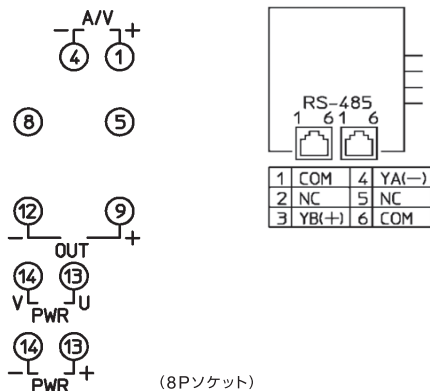 A/V
− +
4 1
8 5
12 9
− OUT +
14 13
V PWR U
14 13
− PWR +
(8Pソケット)
RS-485
1 6 1 6
1 COM 4 YA(−)
2 NC 5 NC
3 YB(+) 6 COM